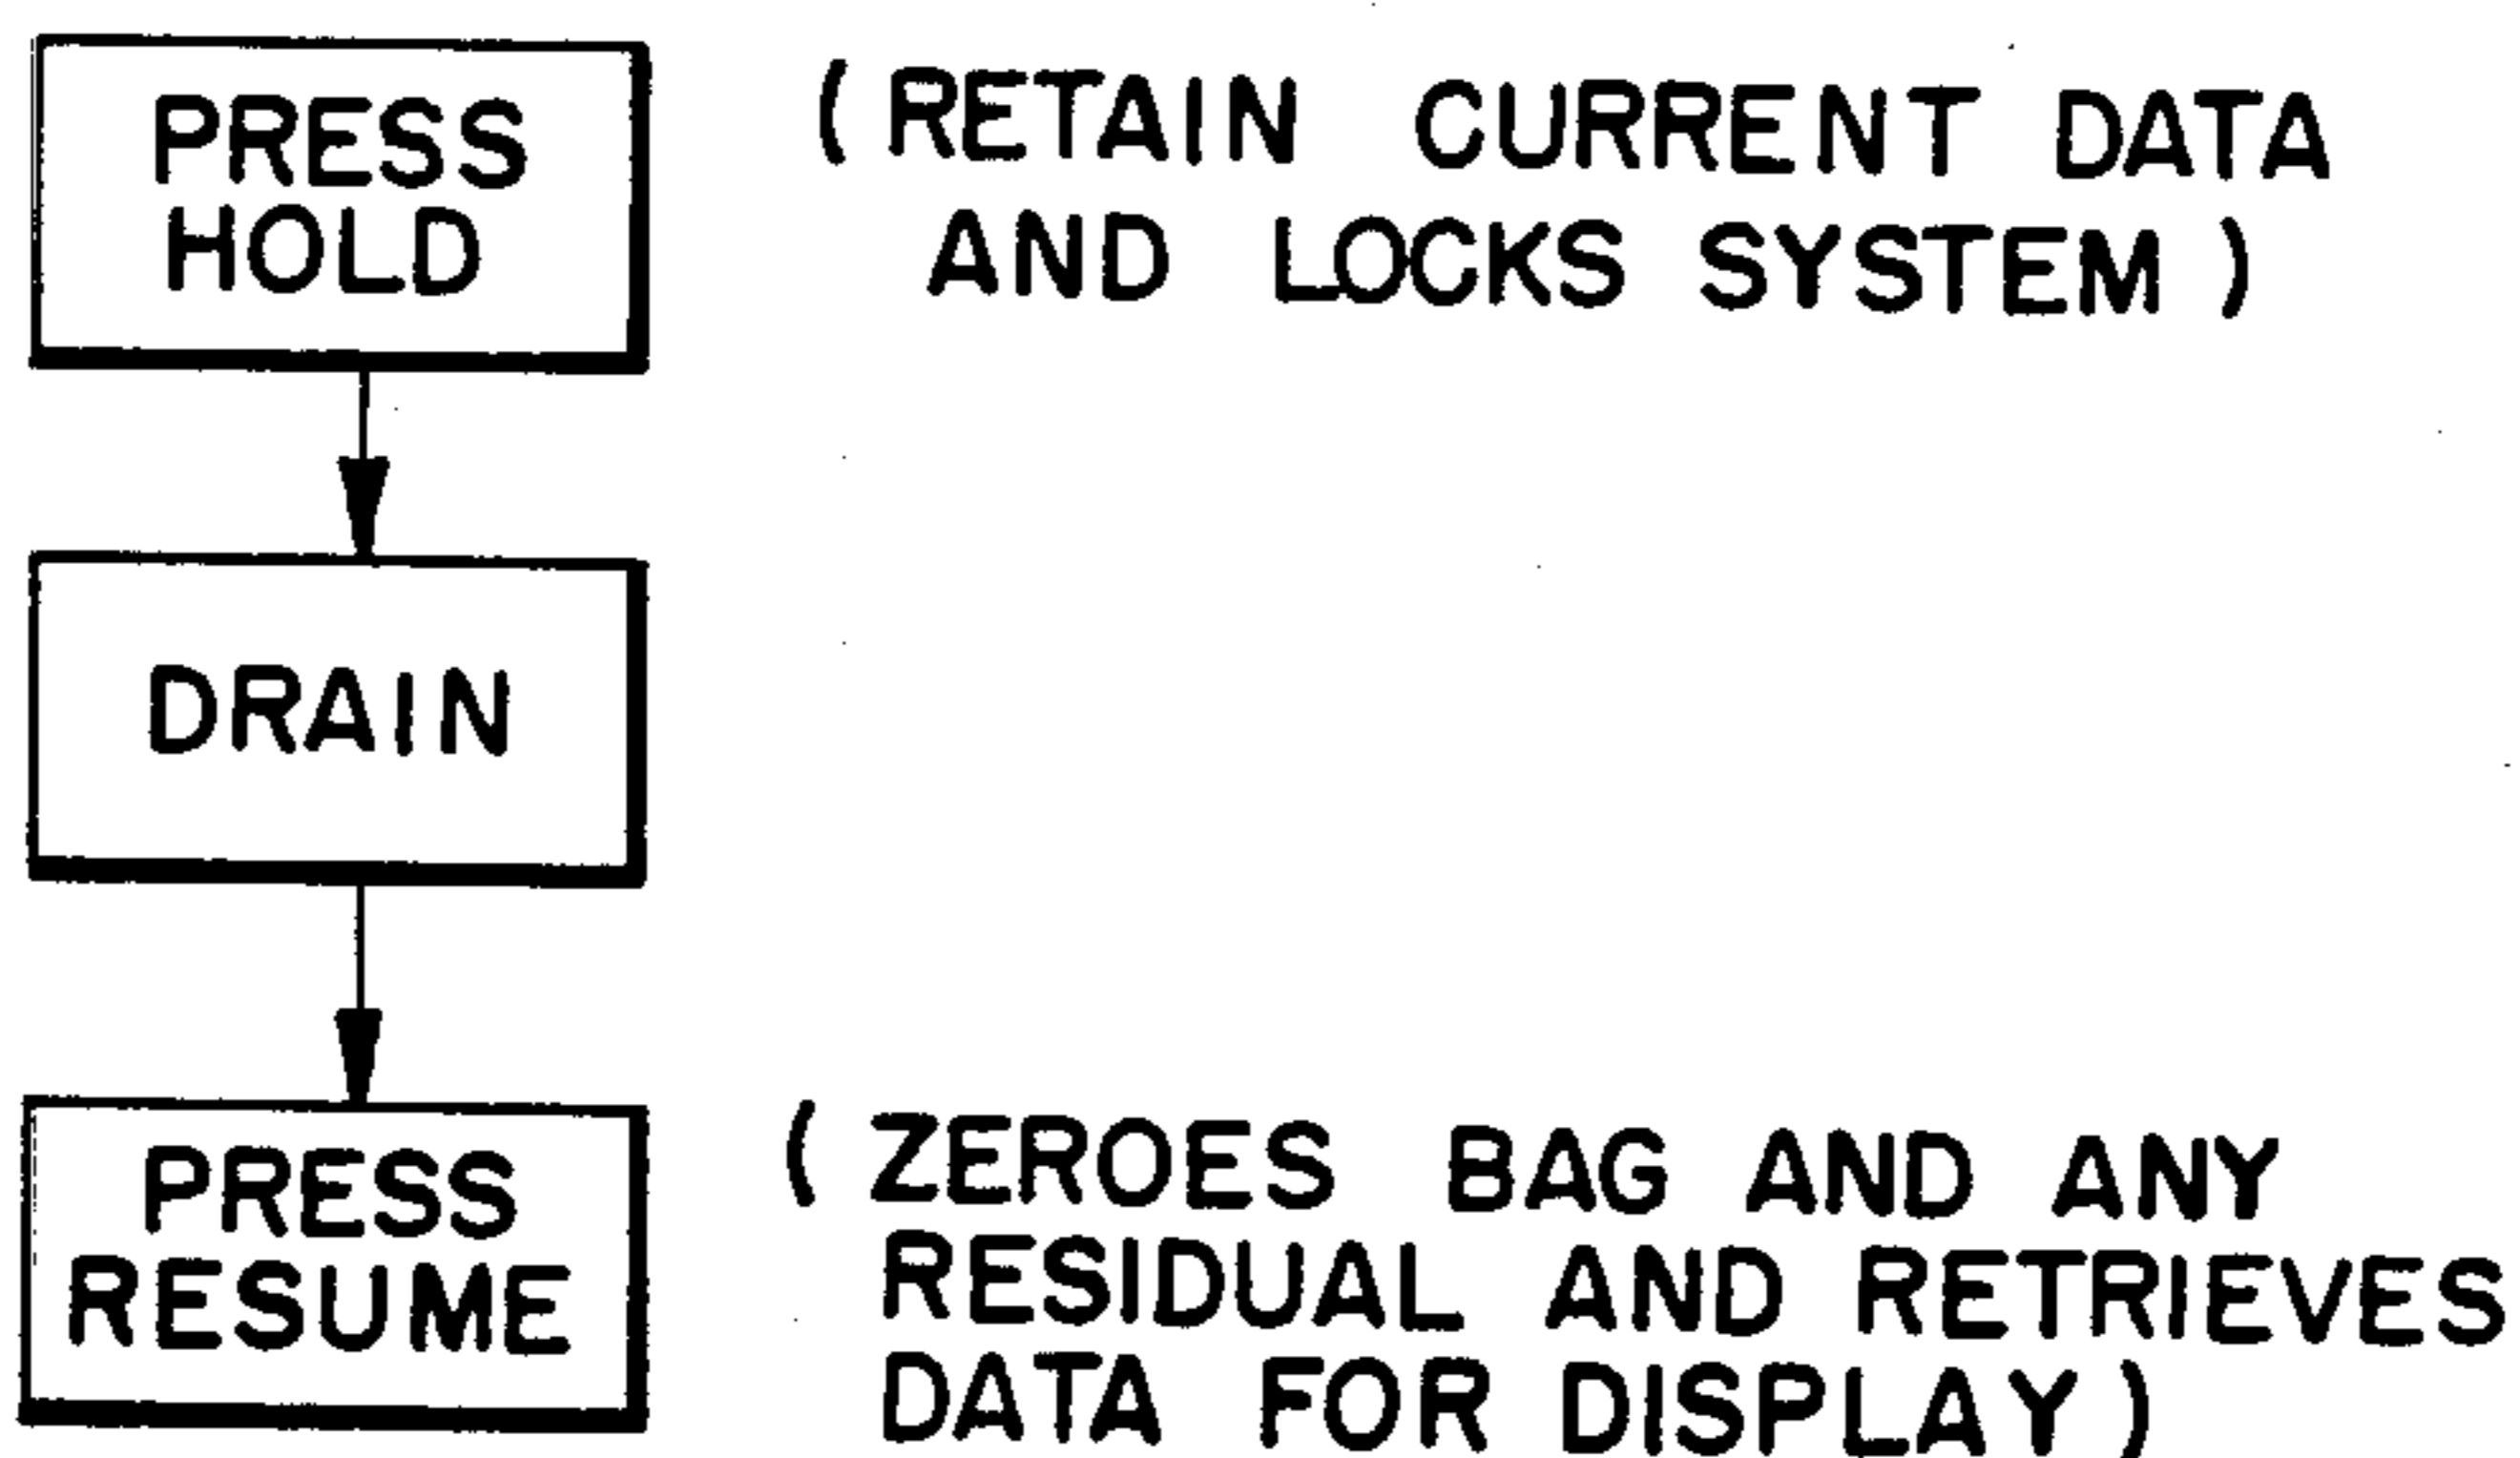 PRESS
HOLD
( RETAIN CURRENT DATA
AND LOCKS SYSTEM )
DRAIN
PRESS
RESUME
( ZEROES BAG AND ANY
RESIDUAL AND RETRIEVES
DATA FOR DISPLAY )